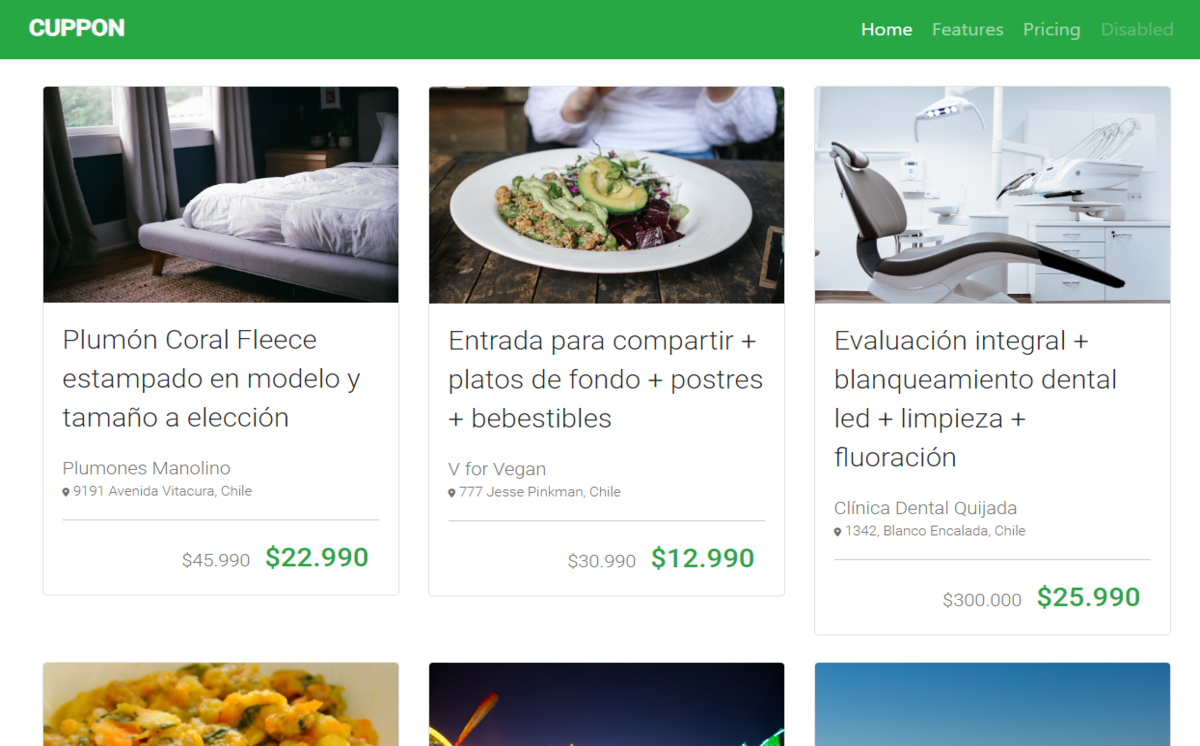 CUPPON
Home Features Pricing Disabled
Plumón Coral Fleece
estampado en modelo y
tamaño a elección
Plumones Manolino
9191 Avenida Vitacura, Chile
$45.990 $22.990
Entrada para compartir +
platos de fondo + postres
+ bebestibles
V for Vegan
777 Jesse Pinkman, Chile
$30.990 $12.990
Evaluación integral +
blanqueamiento dental
led + limpieza +
fluoración
Clínica Dental Quijada
1342, Blanco Encalada, Chile
$300.000 $25.990